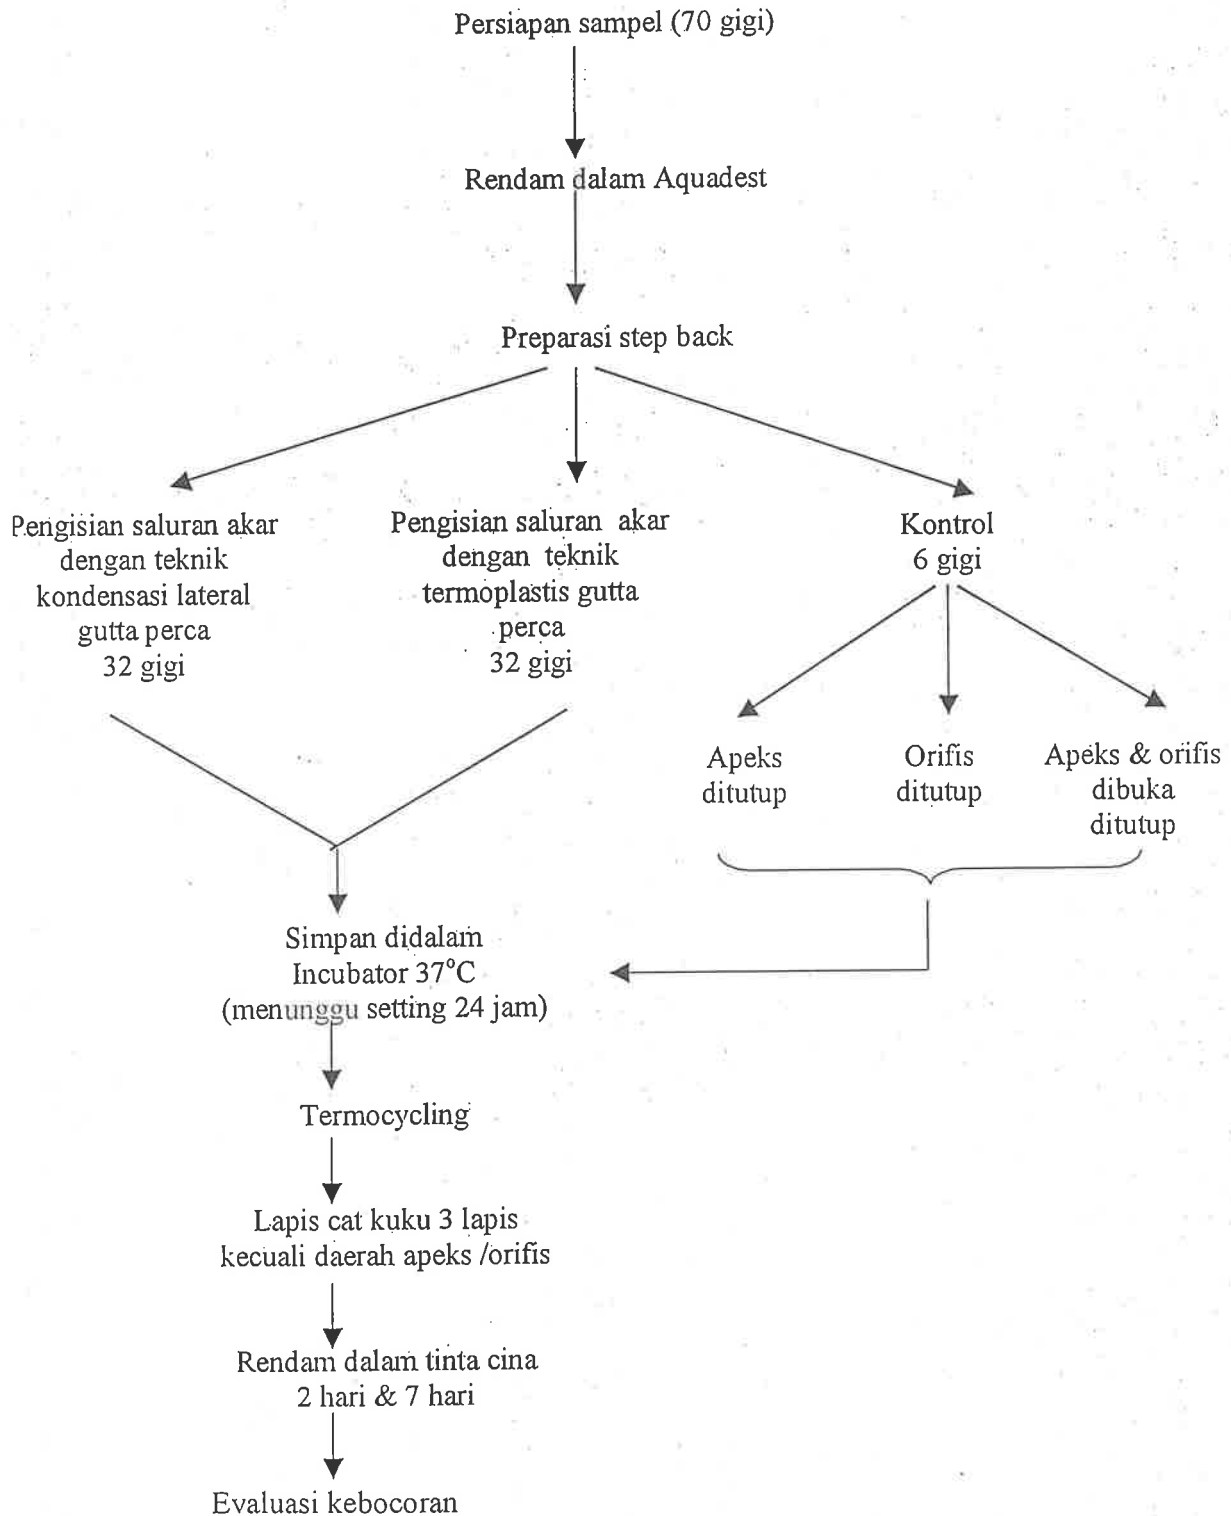 Persiapan sampel (70 gigi)
Rendam dalam Aquadest
Preparasi step back
Pengisian saluran akar
dengan teknik
kondensasi lateral
gutta perca
32 gigi
Pengisian saluran akar
dengan teknik
termoplastis gutta
perca
32 gigi
Kontrol
6 gigi
Apeks
ditutup
Orifis
ditutup
Apeks & orifis
dibuka
ditutup
Simpan didalam
Incubator 37°C
(menunggu setting 24 jam)
Termocycling
Lapis cat kuku 3 lapis
kecuali daerah apeks /orifis
Rendam dalam tinta cina
2 hari & 7 hari
Evaluasi kebocoran